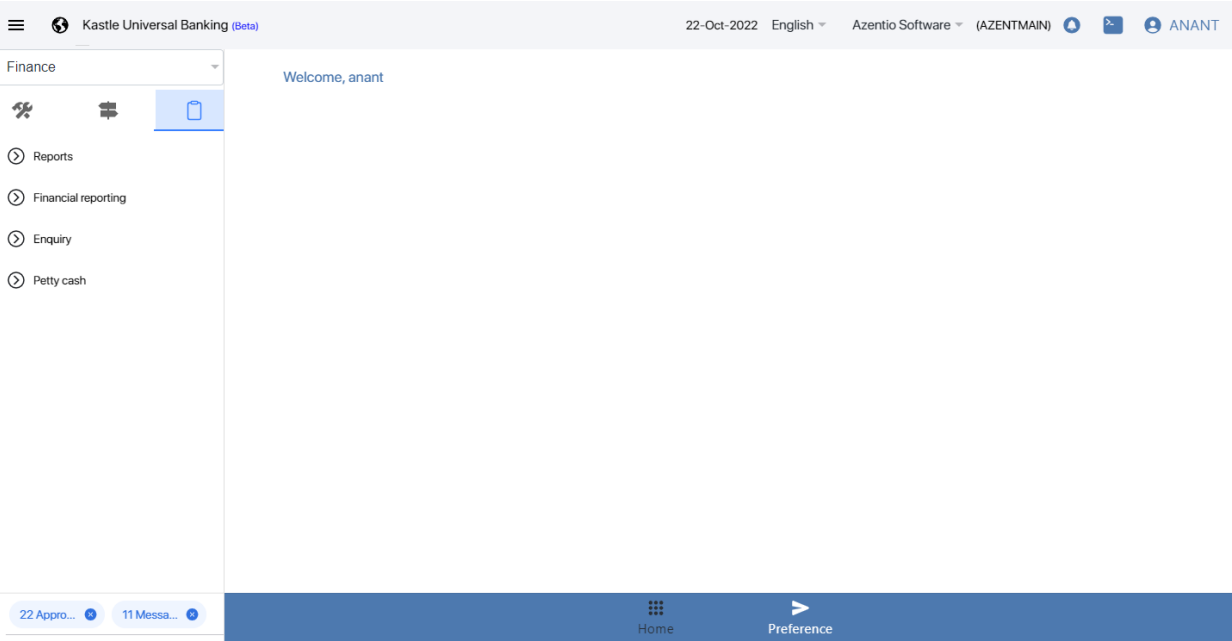 Kastle Universal Banking (Beta) 22-Oct-2022 English Azentio Software (AZENTMAIN) ANANT
Finance
Welcome, anant
Reports
Financial reporting
Enquiry
Petty cash
22 Appro... 11 Messa...
Home Preference